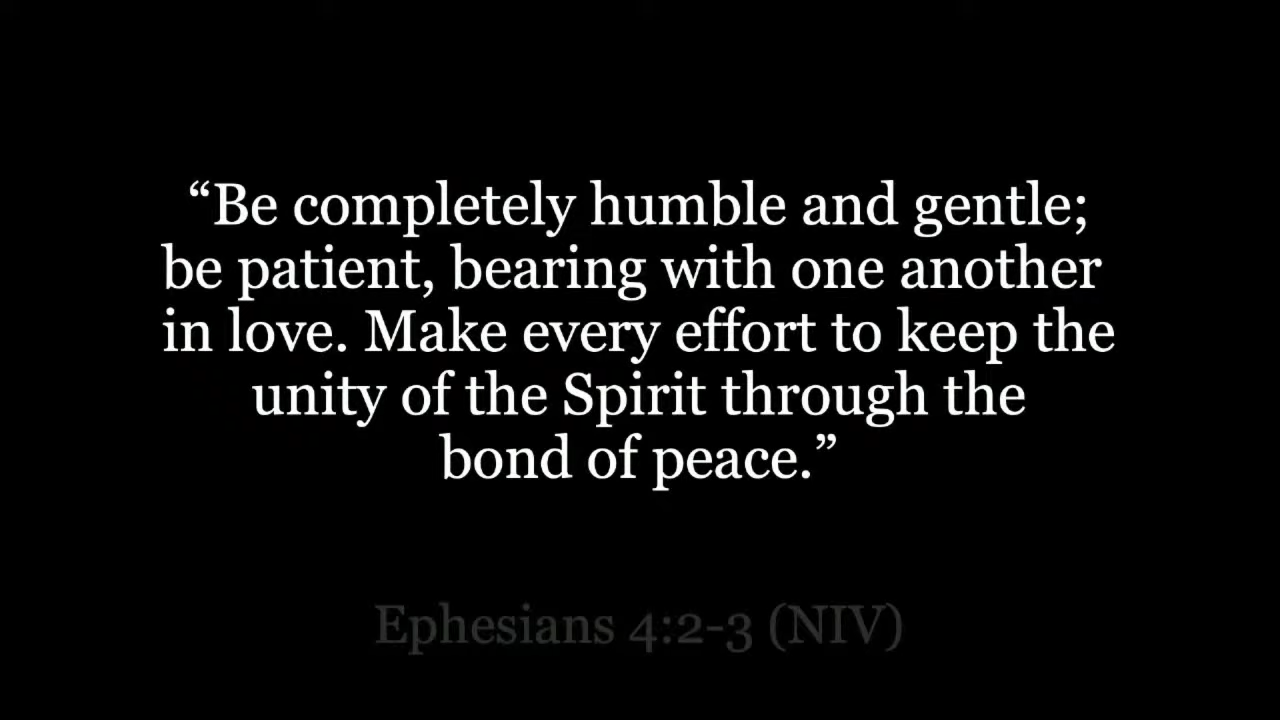 “Be completely humble and gentle;
be patient, bearing with one another
in love. Make every effort to keep the
unity of the Spirit through the
bond of peace.”
Ephesians 4:2-3 (NIV)